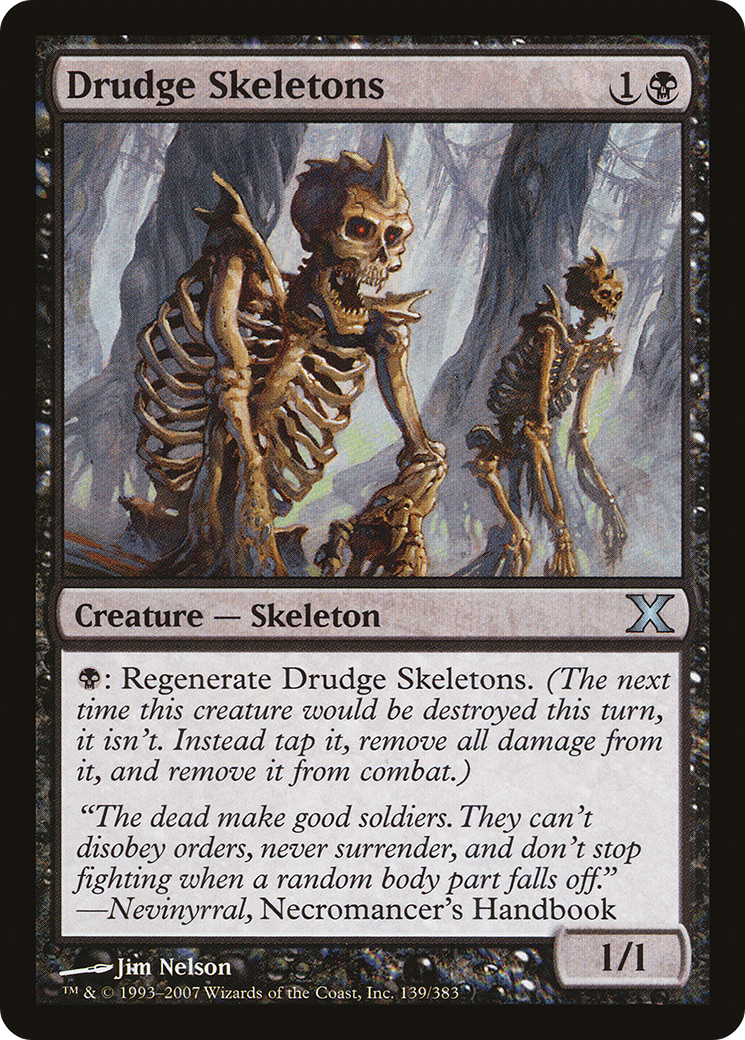 Drudge Skeletons 1
Creature — Skeleton X
: Regenerate Drudge Skeletons. (The next
time this creature would be destroyed this turn,
it isn't. Instead tap it, remove all damage from
it, and remove it from combat.)
“The dead make good soldiers. They can't
disobey orders, never surrender, and don't stop
fighting when a random body part falls off.”
—Nevinyrral, Necromancer's Handbook
1/1
Jim Nelson
™ & © 1993–2007 Wizards of the Coast, Inc. 139/383